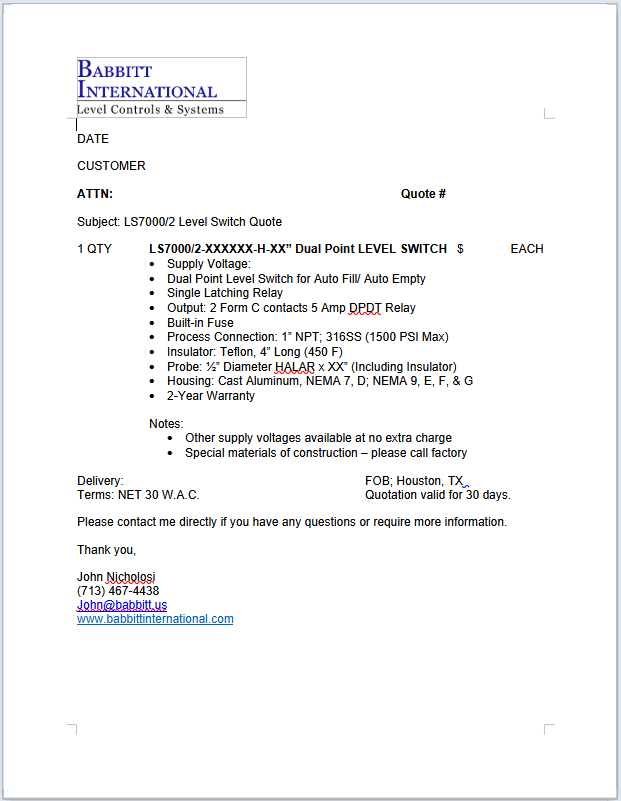 BABBITT
INTERNATIONAL
Level Controls & Systems
DATE
CUSTOMER
ATTN: Quote #
Subject: LS7000/2 Level Switch Quote
1 QTY LS7000/2-XXXXXX-H-XX” Dual Point LEVEL SWITCH $ EACH
• Supply Voltage:
• Dual Point Level Switch for Auto Fill/ Auto Empty
• Single Latching Relay
• Output: 2 Form C contacts 5 Amp DPDT Relay
• Built-in Fuse
• Process Connection: 1” NPT; 316SS (1500 PSI Max)
• Insulator: Teflon, 4” Long (450 F)
• Probe: ½” Diameter HALAR x XX” (Including Insulator)
• Housing: Cast Aluminum, NEMA 7, D; NEMA 9, E, F, & G
• 2-Year Warranty
Notes:
• Other supply voltages available at no extra charge
• Special materials of construction – please call factory
Delivery: FOB; Houston, TX
Terms: NET 30 W.A.C. Quotation valid for 30 days.
Please contact me directly if you have any questions or require more information.
Thank you,
John Nicholosi
(713) 467-4438
John@babbitt.us
www.babbittinternational.com